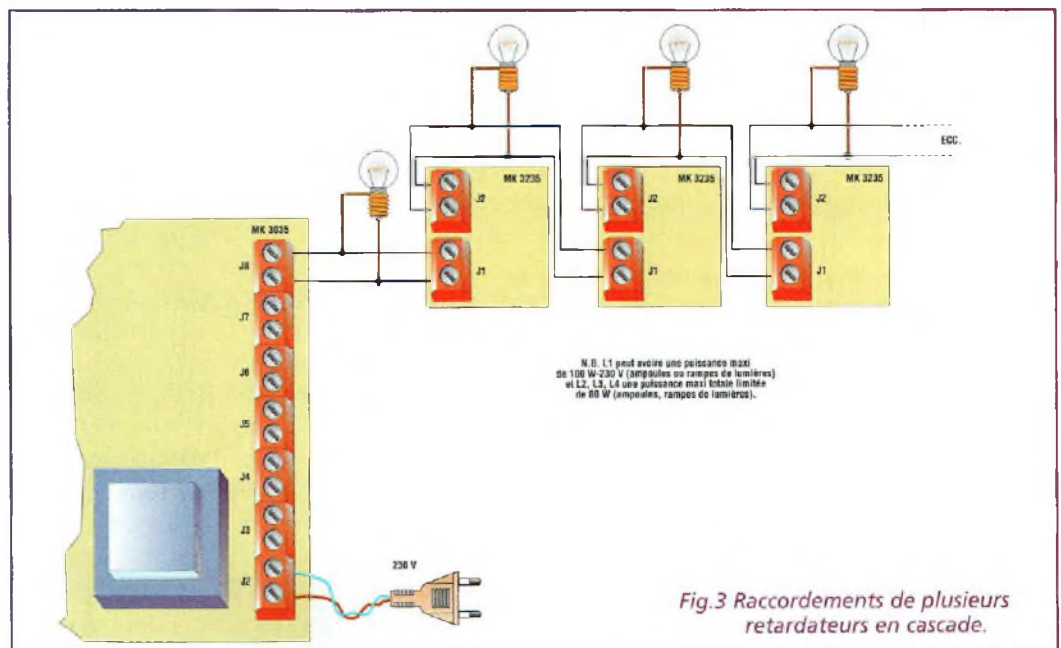 ECC.
MK 3235
J2
J1
MK 3235
J2
J1
MK 3235
J2
J1
MK 3635
J8
J7
J6
J5
J4
J3
J2
230 V
N.B. L1 peut avoire une puissance maxi
de 100 W-230 V (ampoules ou rampes de lumières)
et L2, L3, L4 une puissance maxi totale limitée
de 80 W (ampoules, rampes de lumières).
Fig.3 Raccordements de plusieurs
retardateurs en cascade.